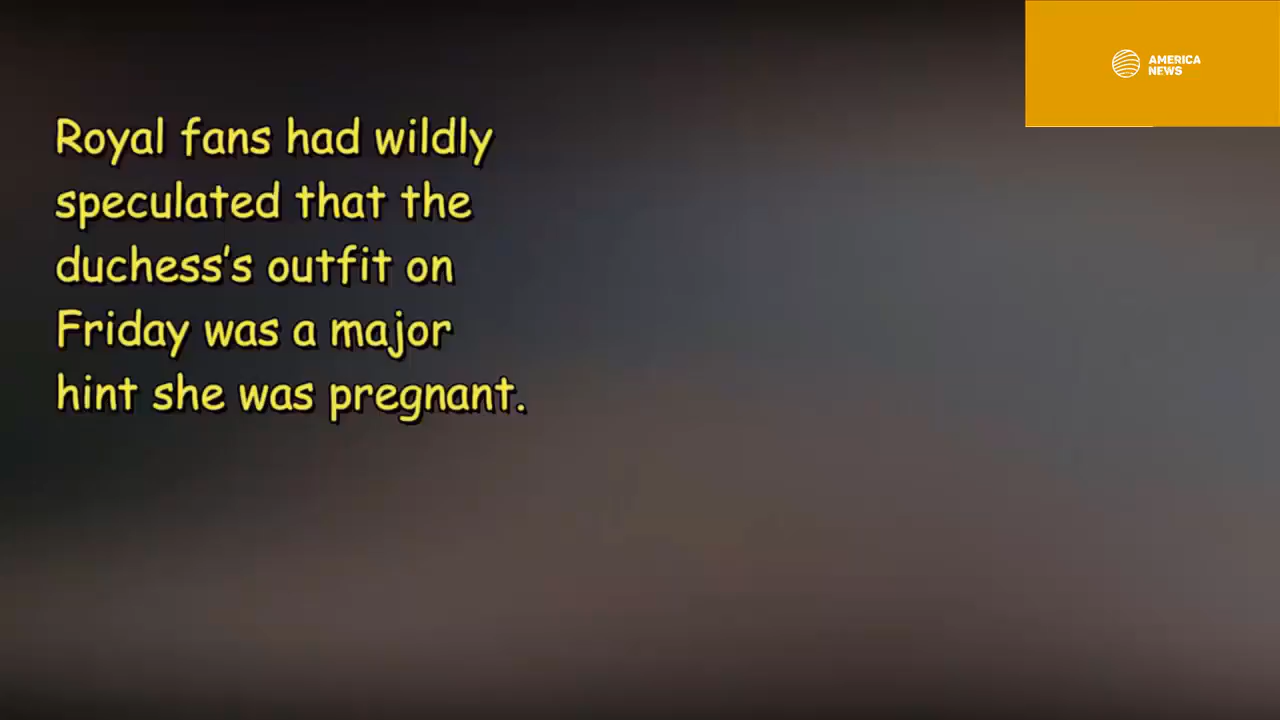 AMERICA
NEWS
Royal fans had wildly
speculated that the
duchess's outfit on
Friday was a major
hint she was pregnant.